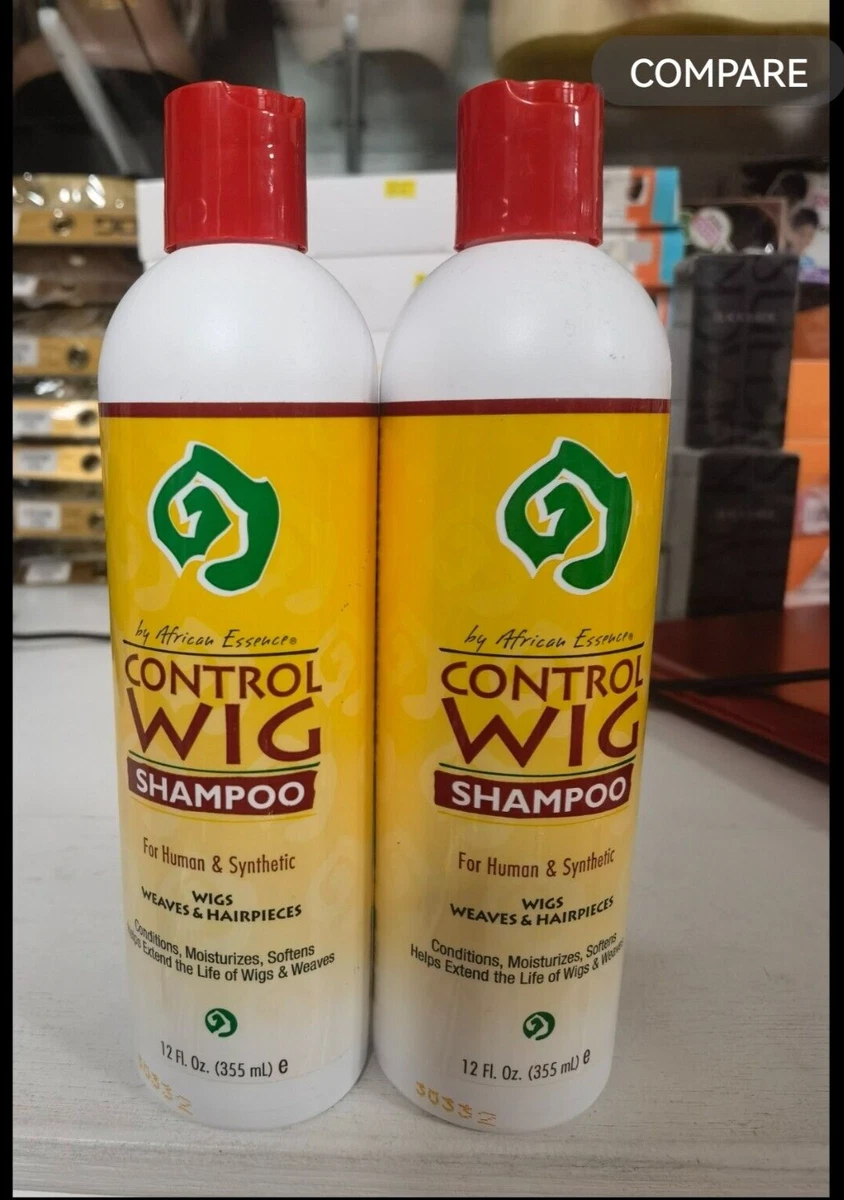 COMPARE
by African Essence®
CONTROL
WIG
SHAMPOO
For Human & Synthetic
WIGS
WEAVES & HAIRPIECES
Conditions, Moisturizes, Softens
Helps Extend the Life of Wigs & Weaves
12 Fl. Oz. (355 mL) e
by African Essence®
CONTROL
WIG
SHAMPOO
For Human & Synthetic
WIGS
WEAVES & HAIRPIECES
Conditions, Moisturizes, Softens
Helps Extend the Life of Wigs & Weaves
12 Fl. Oz. (355 mL) e
30332